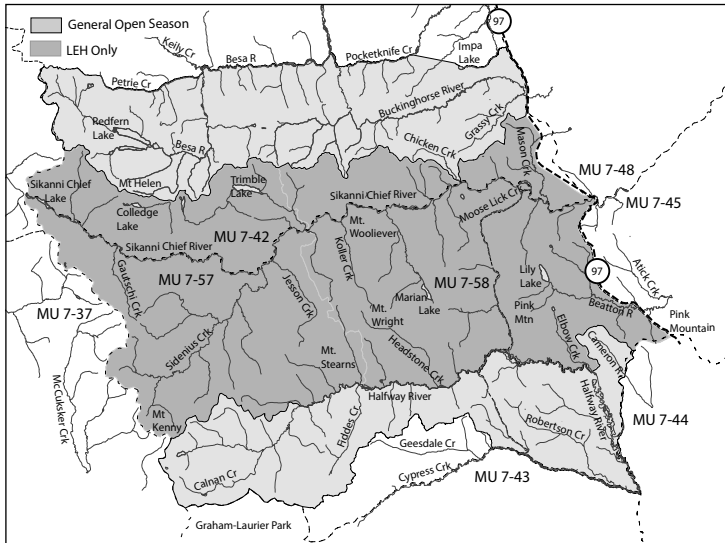 General Open Season
LEH Only
97
Kelly Cr
Besa R
Pocketknife Cr
Impa
Lake
Petrie Cr
Buckinghorse River
Redfern
Lake
Besa R
Grassy Crk
Chicken Crk
Mason Crk
MU 7-48
Mt Helen
Trimble
Lake
Sikanni Chief
Lake
Sikanni Chief River
Moose Lick Crk
MU 7-45
Colledge
Lake
Mt.
Wooliever
MU 7-42
Sikanni Chief River
Koller Crk
Gautschi Crk
MU 7-57
Jesson Crk
MU 7-58
Lily
Lake
97
Atick Crk
MU 7-37
Marian
Lake
Beatton R
Pink
Mtn
Pink
Mountain
Mt.
Wright
Elbow Crk
Cameron R
Sidenius Crk
Headstone Crk
Mt.
Stearns
McCuksker Crk
Halfway River
Halfway River
MU 7-44
Mt
Kenny
Fiddes Cr
Robertson Cr
Geesdale Cr
Calnan Cr
Cypress Crk
MU 7-43
Graham-Laurier Park